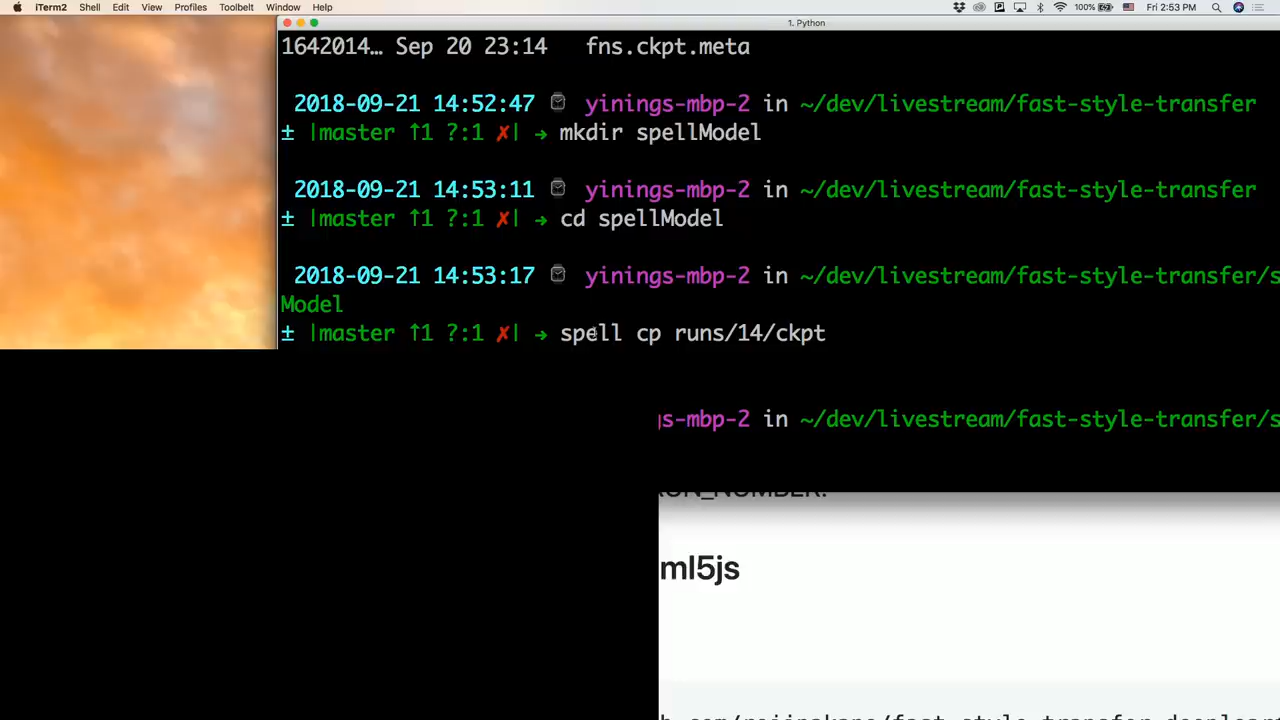 iTerm2 Shell Edit View Profiles Toolbelt Window Help 100% Fri 2:53 PM
1. Python
1642014… Sep 20 23:14 fns.ckpt.meta
2018-09-21 14:52:47 yinings-mbp-2 in ~/dev/livestream/fast-style-transfer
± |master ↑1 ?:1 ✗| → mkdir spellModel
2018-09-21 14:53:11 yinings-mbp-2 in ~/dev/livestream/fast-style-transfer
± |master ↑1 ?:1 ✗| → cd spellModel
2018-09-21 14:53:17 yinings-mbp-2 in ~/dev/livestream/fast-style-transfer/s
Model
± |master ↑1 ?:1 ✗| → spell cp runs/14/ckpt
gs-mbp-2 in ~/dev/livestream/fast-style-transfer/s
ml5js